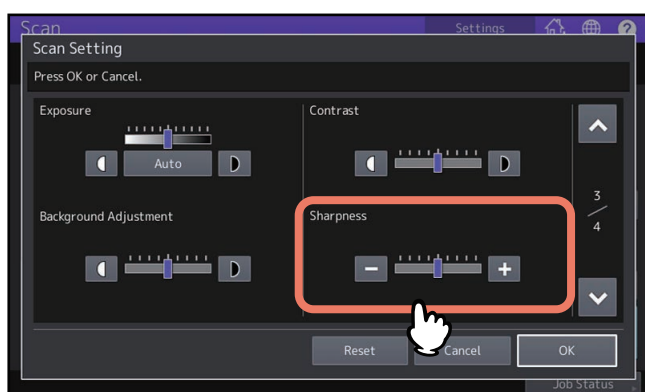 Scan
Settings
Scan Setting
Press OK or Cancel.
Exposure
Auto
Contrast
Background Adjustment
Sharpness
3
4
Reset
Cancel
OK
Job Status